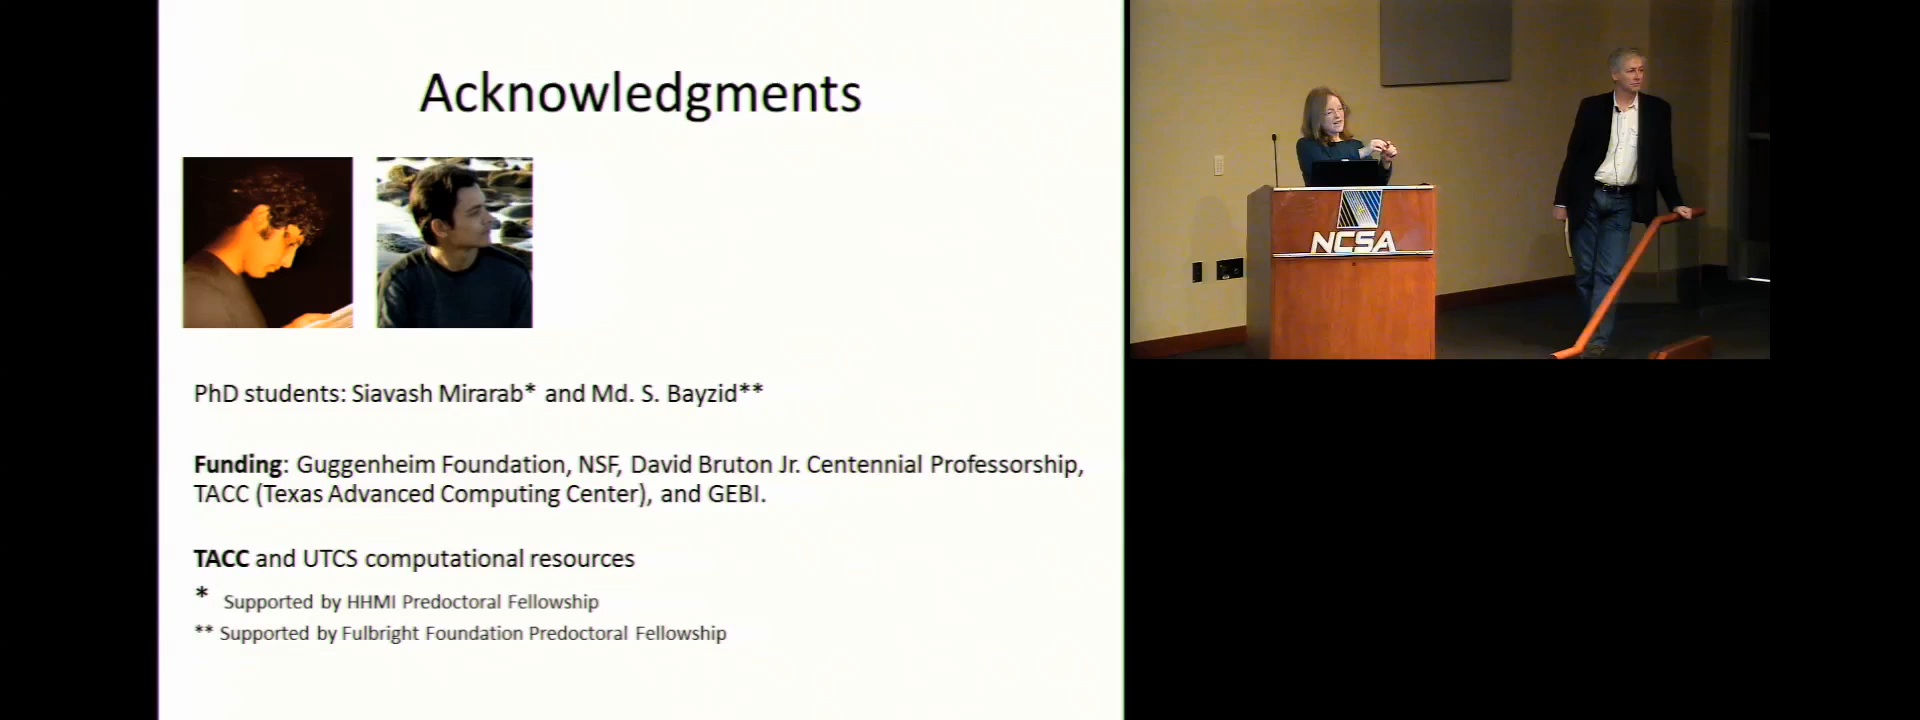 Acknowledgments
PhD students: Siavash Mirarab* and Md. S. Bayzid**
Funding: Guggenheim Foundation, NSF, David Bruton Jr. Centennial Professorship,
TACC (Texas Advanced Computing Center), and GEBI.
TACC and UTCS computational resources
* Supported by HHMI Predoctoral Fellowship
** Supported by Fulbright Foundation Predoctoral Fellowship
NCSA